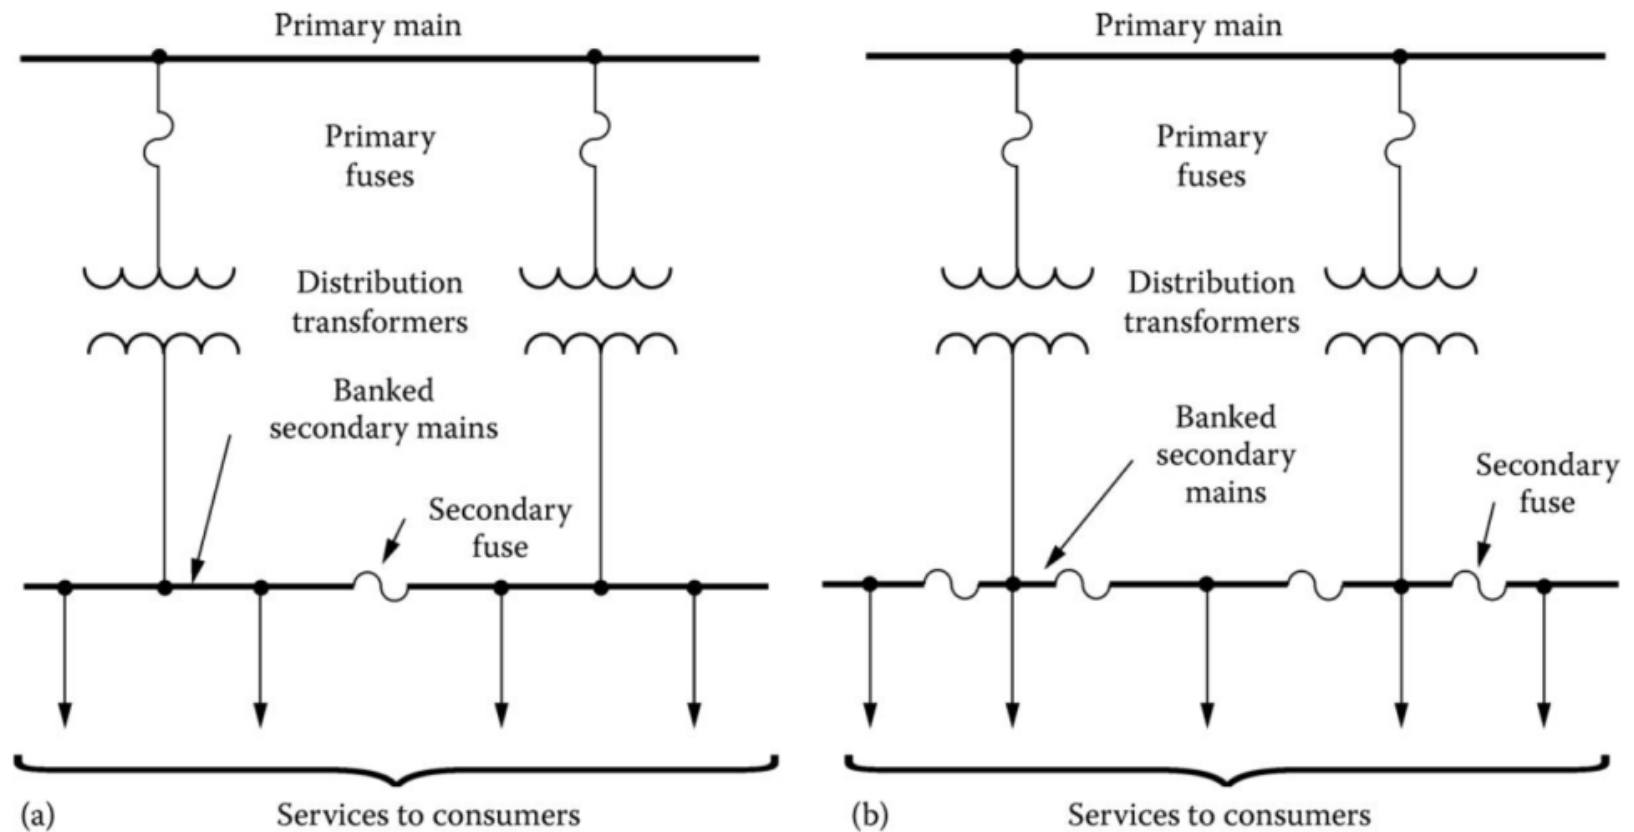 Primary main
Primary
fuses
Distribution
transformers
Banked
secondary mains
Secondary
fuse
(a)
Services to consumers
Primary main
Primary
fuses
Distribution
transformers
Banked
secondary
mains
Secondary
fuse
(b)
Services to consumers